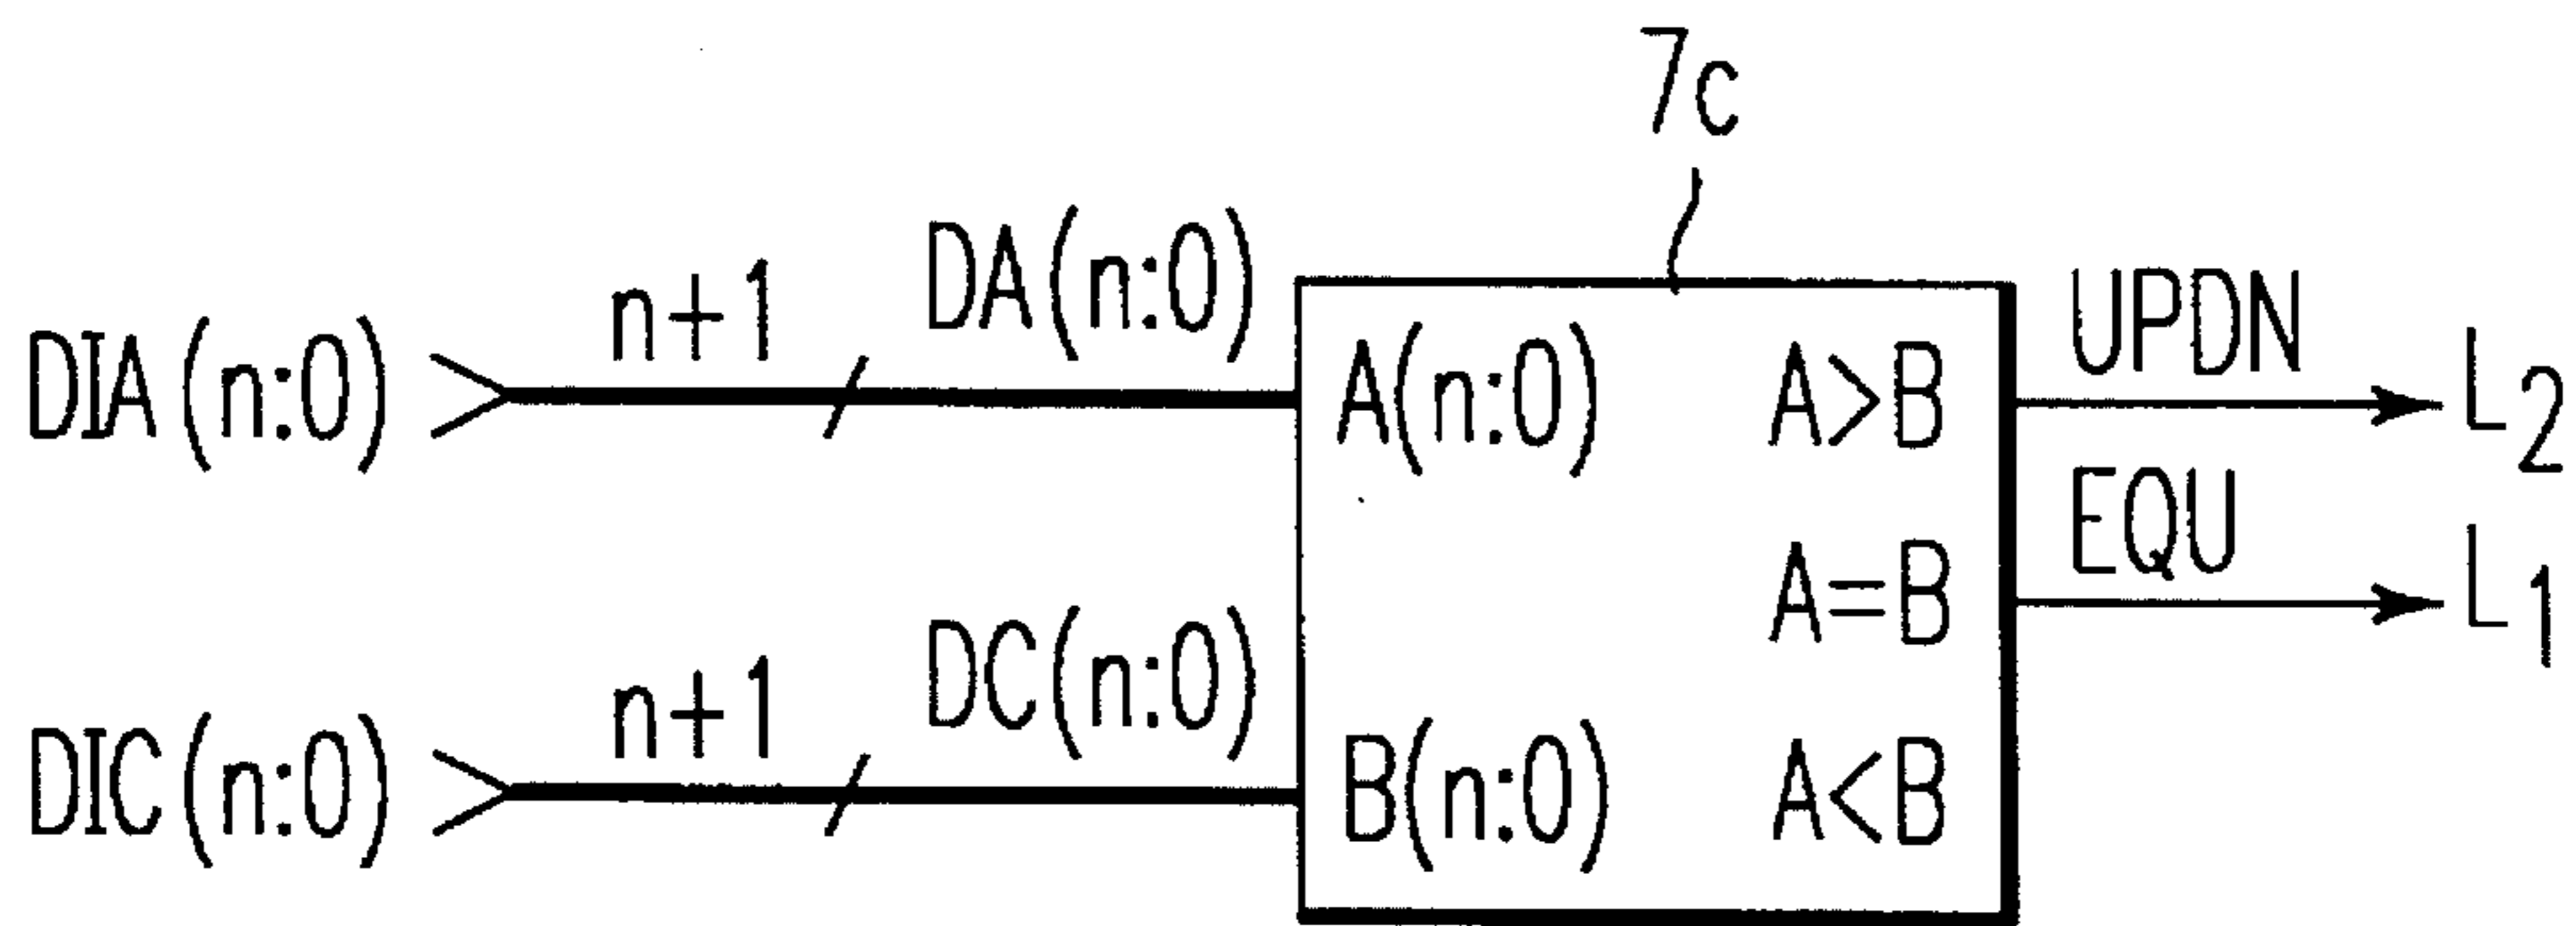 7c
DIA(n:0) n+1 DA(n:0) A(n:0) A>B UPDN L2
A=B EQU L1
DIC(n:0) n+1 DC(n:0) B(n:0) A<B